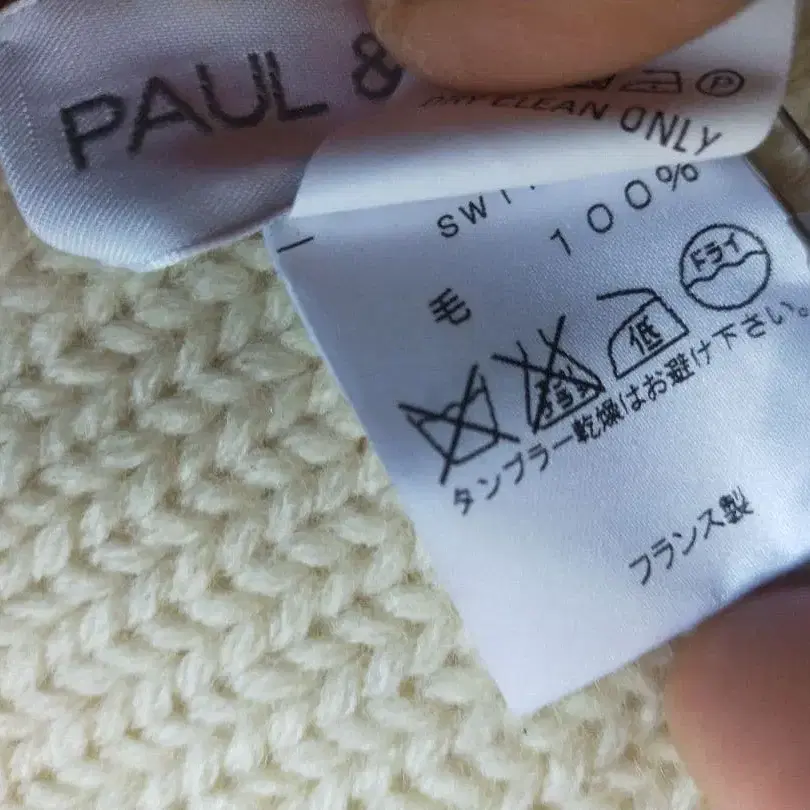 PAUL &
DRY CLEAN ONLY
P
毛 100%
ドライ
低
タンブラー乾燥はお避け下さい。
フランス製